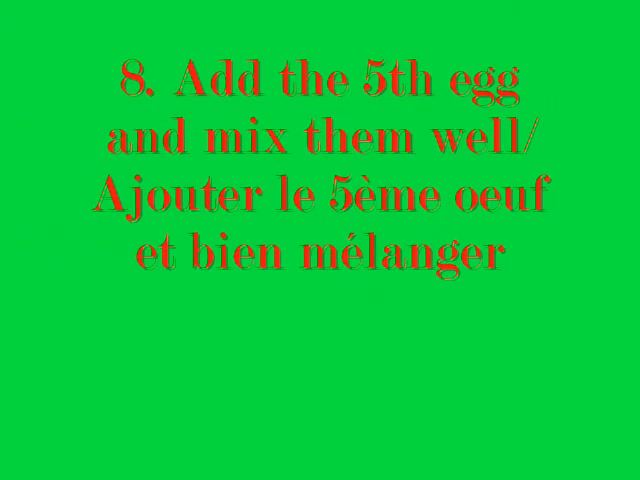 8. Add the 5th egg
and mix them well/
Ajouter le 5ème oeuf
et bien mélanger